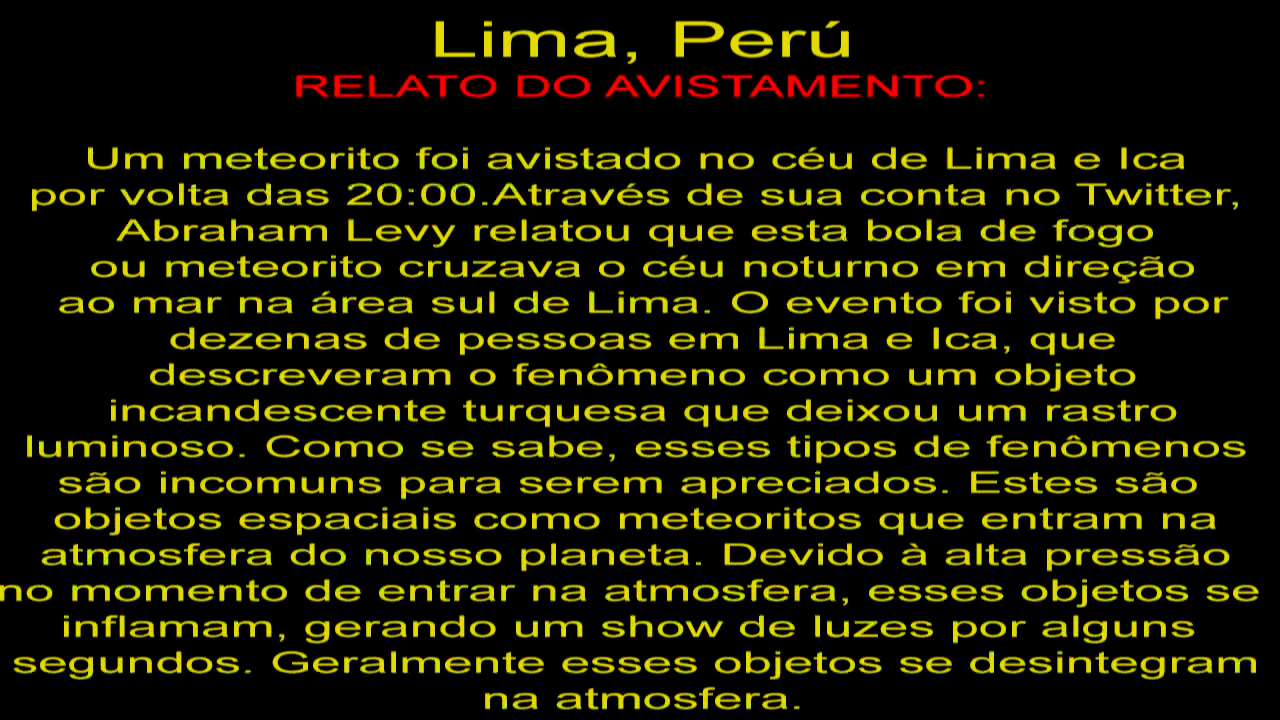 Lima, Perú
RELATO DO AVISTAMENTO:
Um meteorito foi avistado no céu de Lima e Ica
por volta das 20:00.Através de sua conta no Twitter,
Abraham Levy relatou que esta bola de fogo
ou meteorito cruzava o céu noturno em direção
ao mar na área sul de Lima. O evento foi visto por
dezenas de pessoas em Lima e Ica, que
descreveram o fenômeno como um objeto
incandescente turquesa que deixou um rastro
luminoso. Como se sabe, esses tipos de fenômenos
são incomuns para serem apreciados. Estes são
objetos espaciais como meteoritos que entram na
atmosfera do nosso planeta. Devido à alta pressão
no momento de entrar na atmosfera, esses objetos se
inflamam, gerando um show de luzes por alguns
segundos. Geralmente esses objetos se desintegram
na atmosfera.